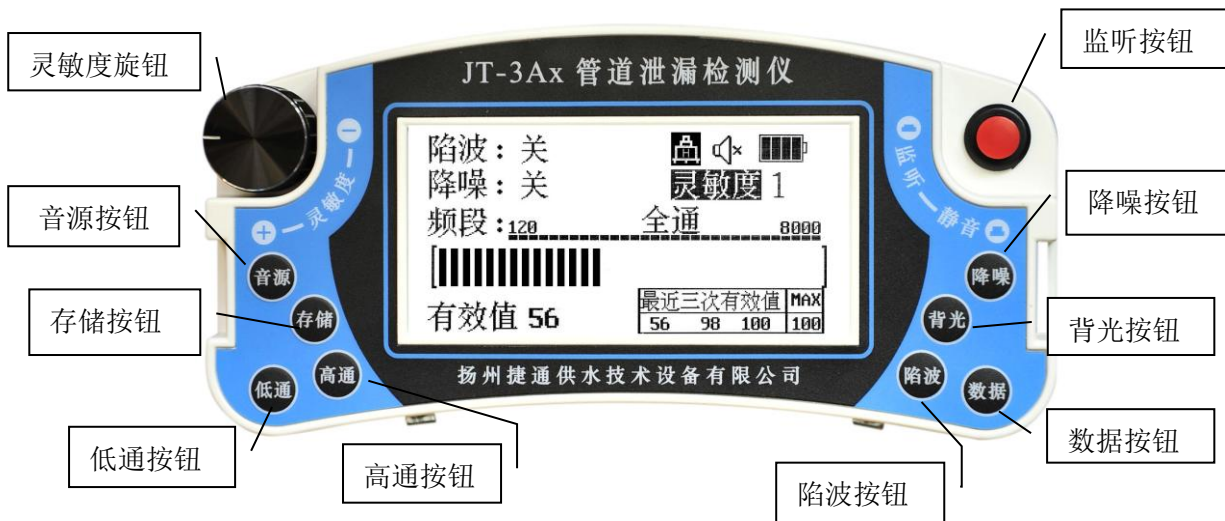 灵敏度旋钮
监听按钮
JT-3Ax 管道泄漏检测仪
陷波：关
降噪：关
灵敏度 1
频段：120 全通 8000
有效值 56
最近三次有效值 MAX
56 98 100 100
扬州捷通供水技术设备有限公司
灵敏度
监听
静音
音源按钮
音源
存储按钮
存储
低通
高通
低通按钮
高通按钮
降噪按钮
降噪
背光
背光按钮
陷波
数据
数据按钮
陷波按钮
H